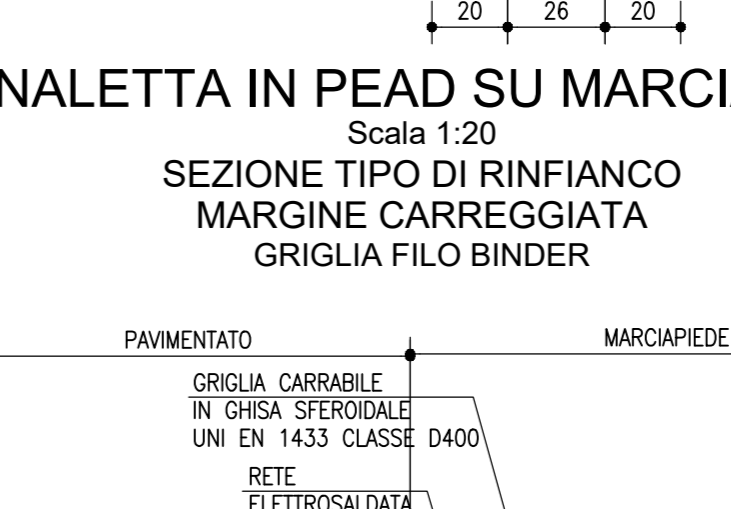 20 26 20
NALETTA IN PEAD SU
Scala 1:20
SEZIONE TIPO DI RINFIANCO
MARGINE CARREGGIATA
GRIGLIA FILO BINDER
PAVIMENTATO MARCIAPIEDE
GRIGLIA CARRABILE
IN GHISA SFEROIDALE
UNI EN 1433 CLASSE D400
RETE
ELETTROSALDATA